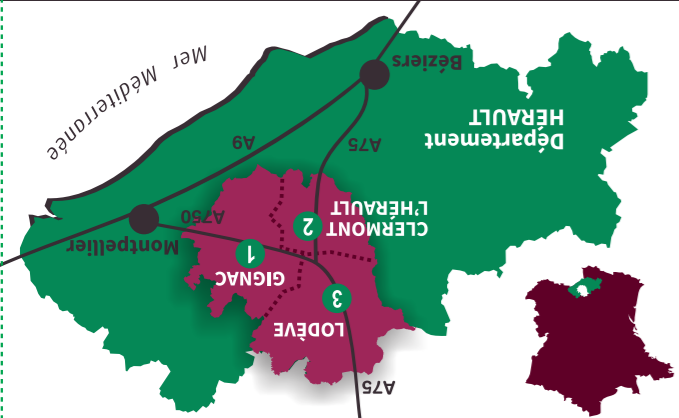 A75
LODÈVE
3
GIGNAC
1
CLERMONT
L'HÉRAULT
2
Montpellier
A750
Département
HÉRAULT
A75
A9
Béziers
Mer Méditerranée